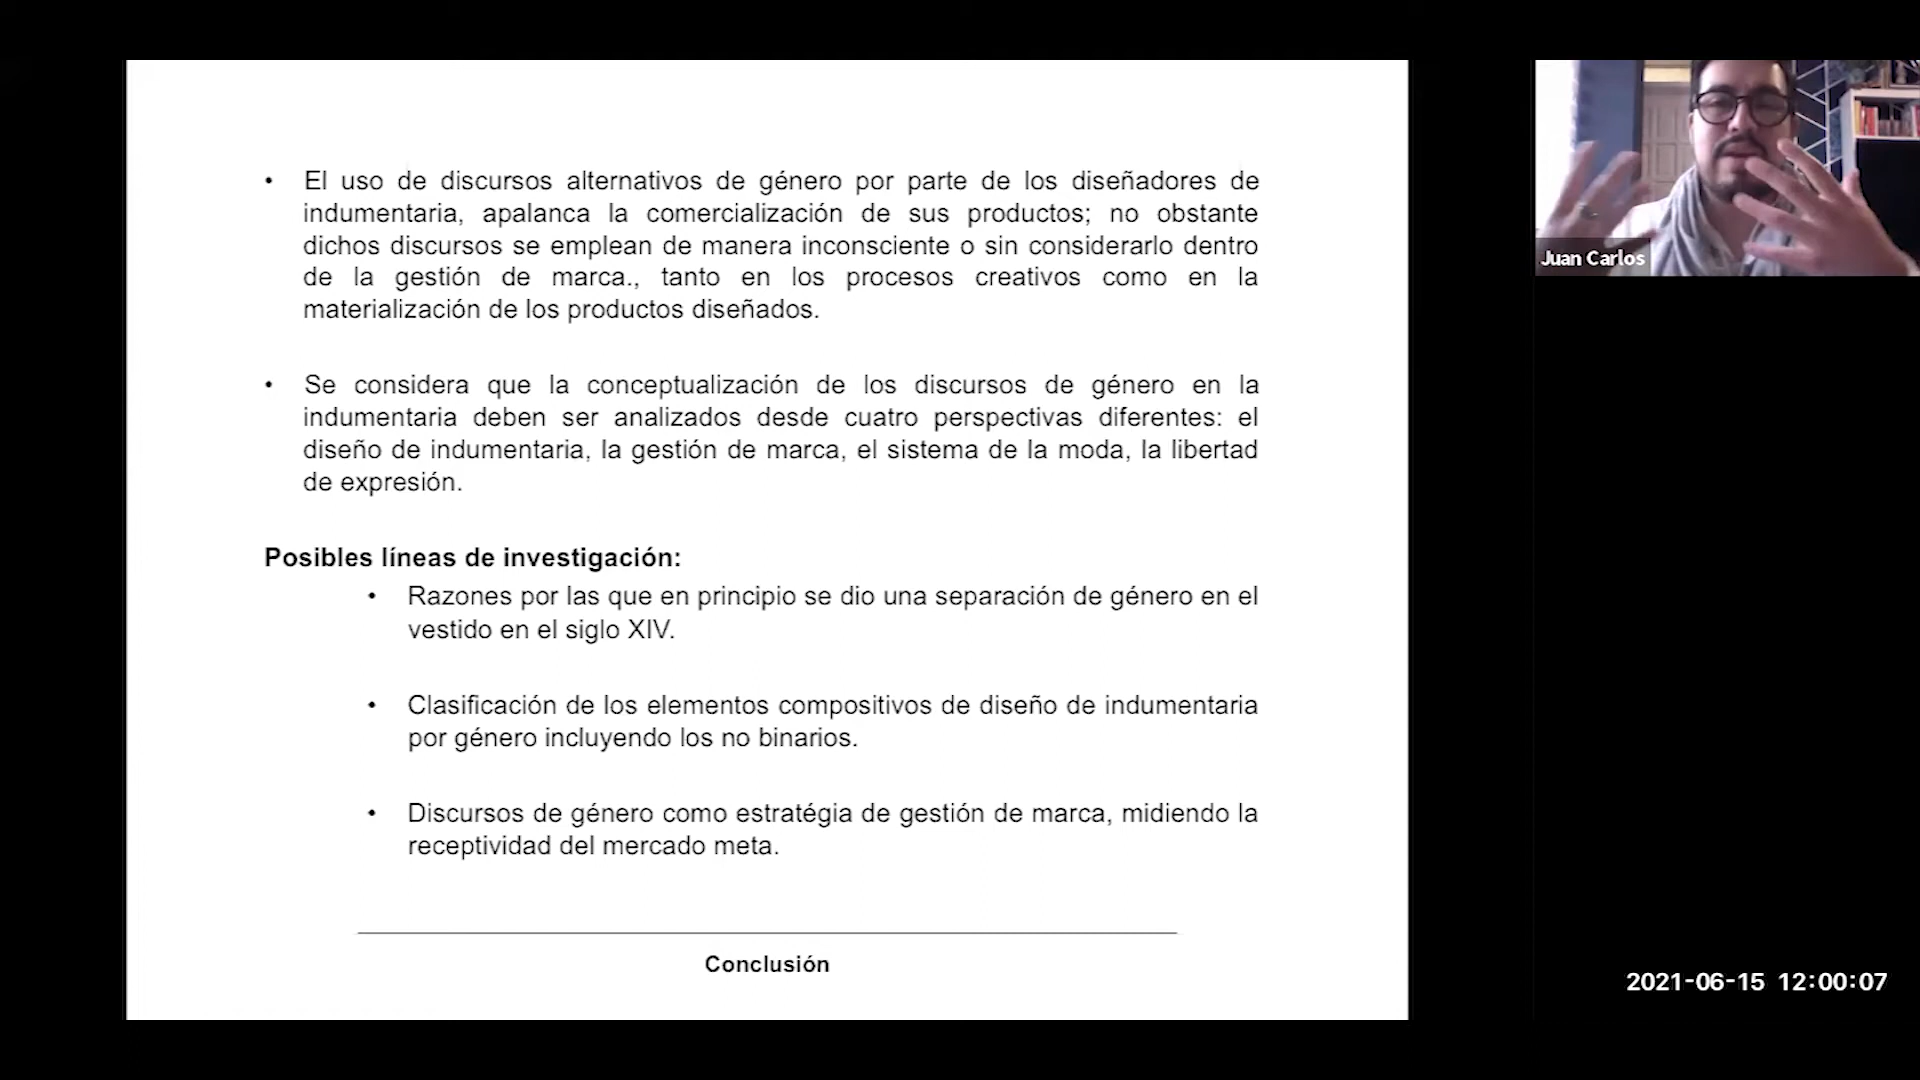 • El uso de discursos alternativos de género por parte de los diseñadores de
indumentaria, apalanca la comercialización de sus productos; no obstante
dichos discursos se emplean de manera inconsciente o sin considerarlo dentro
de la gestión de marca., tanto en los procesos creativos como en la
materialización de los productos diseñados.
• Se considera que la conceptualización de los discursos de género en la
indumentaria deben ser analizados desde cuatro perspectivas diferentes: el
diseño de indumentaria, la gestión de marca, el sistema de la moda, la libertad
de expresión.
Posibles líneas de investigación:
• Razones por las que en principio se dio una separación de género en el
vestido en el siglo XIV.
• Clasificación de los elementos compositivos de diseño de indumentaria
por género incluyendo los no binarios.
• Discursos de género como estratégia de gestión de marca, midiendo la
receptividad del mercado meta.
Conclusión
Juan Carlos
2021-06-15 12:00:07